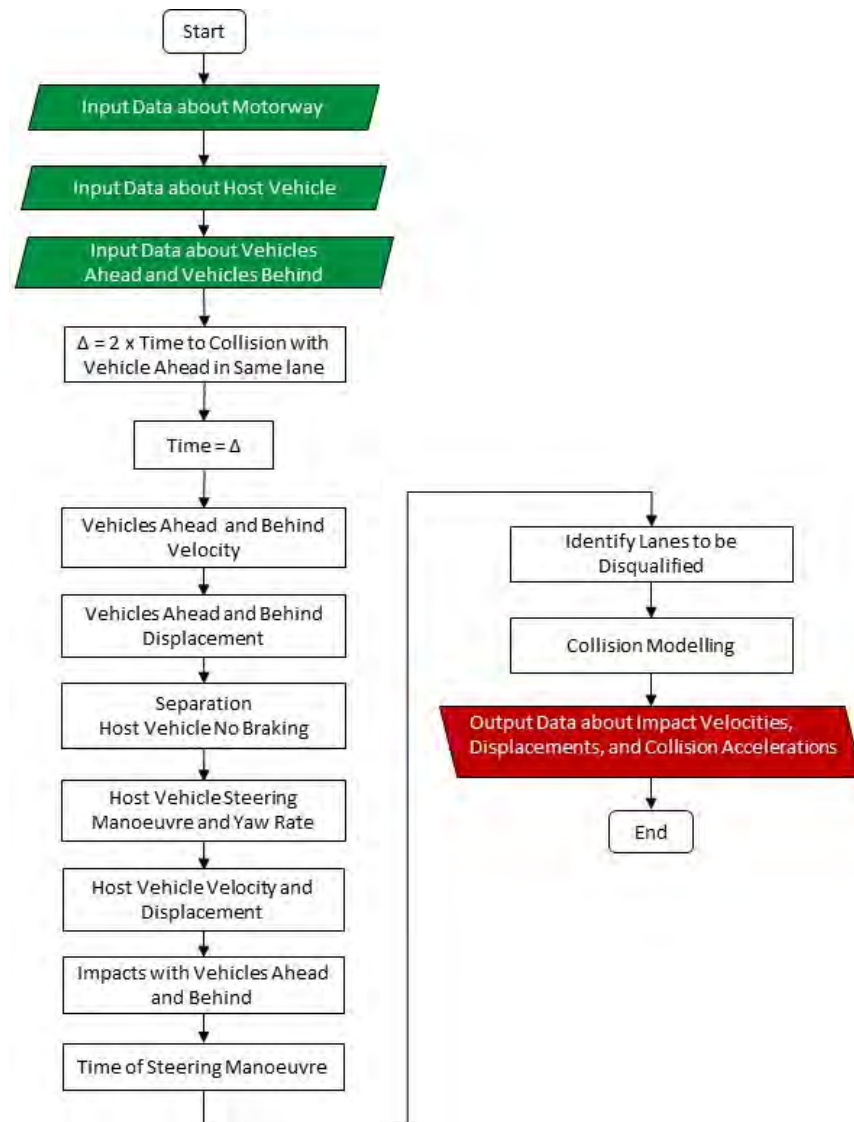 Start
Input Data about Motorway
Input Data about Host Vehicle
Input Data about Vehicles
Ahead and Vehicles Behind
Δ = 2 x Time to Collision with
Vehicle Ahead in Same lane
Time = Δ
Vehicles Ahead and Behind
Velocity
Vehicles Ahead and Behind
Displacement
Separation
Host Vehicle No Braking
Host Vehicle Steering
Manoeuvre and Yaw Rate
Host Vehicle Velocity and
Displacement
Impacts with Vehicles Ahead
and Behind
Time of Steering Manoeuvre
Identify Lanes to be
Disqualified
Collision Modelling
Output Data about Impact Velocities,
Displacements, and Collision Accelerations
End